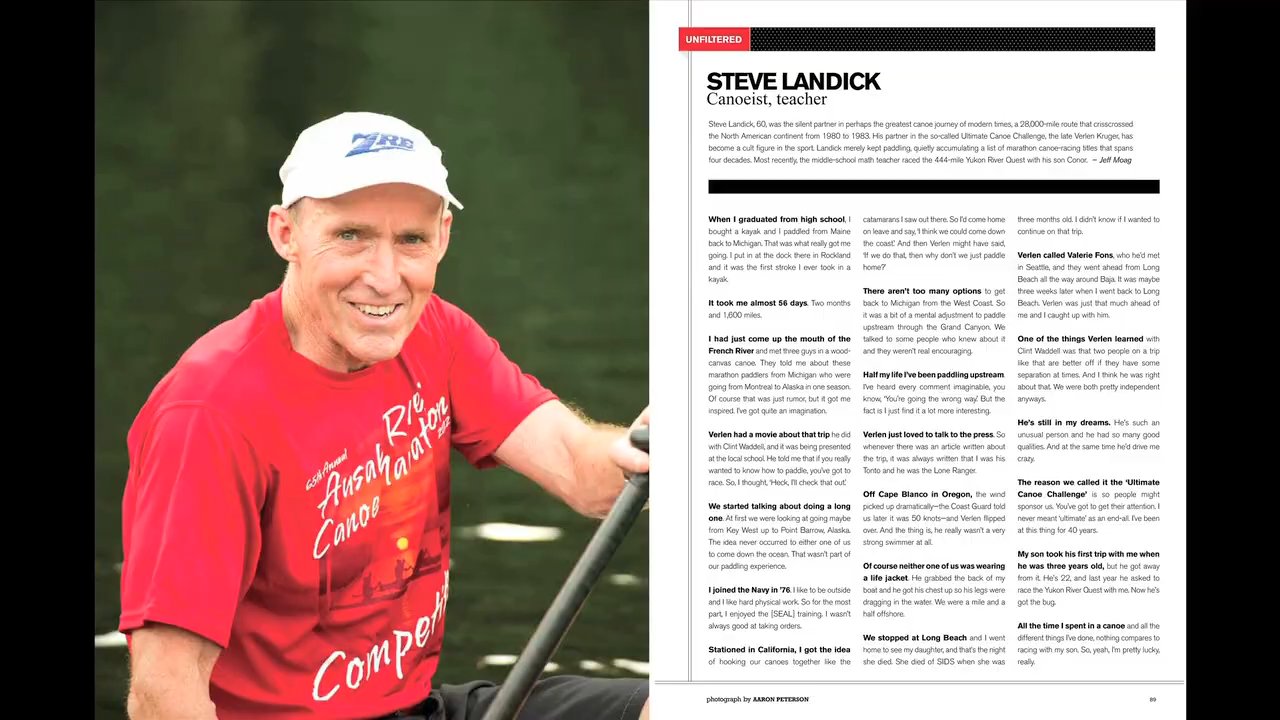 ZRE
65th Annual
Ausable River
Canoe Marathon
Competitor
UNFILTERED
STEVE LANDICK
Canoeist, teacher
Steve Landick, 60, was the silent partner in perhaps the greatest canoe journey of modern times, a 28,000-mile route that crisscrossed
the North American continent from 1980 to 1983. His partner in the so-called Ultimate Canoe Challenge, the late Verlen Kruger, has
become a cult figure in the sport. Landick merely kept paddling, quietly accumulating a list of marathon canoe-racing titles that spans
four decades. Most recently, the middle-school math teacher raced the 444-mile Yukon River Quest with his son Conor. – Jeff Moag
When I graduated from high school, I
bought a kayak and I paddled from Maine
back to Michigan. That was what really got me
going. I put in at the dock there in Rockland
and it was the first stroke I ever took in a
kayak.
It took me almost 56 days. Two months
and 1,600 miles.
I had just come up the mouth of the
French River and met three guys in a wood-
canvas canoe. They told me about these
marathon paddlers from Michigan who were
going from Montreal to Alaska in one season.
Of course that was just rumor, but it got me
inspired. I've got quite an imagination.
Verlen had a movie about that trip he did
with Clint Waddell, and it was being presented
at the local school. He told me that if you really
wanted to know how to paddle, you've got to
race. So, I thought, 'Heck, I'll check that out.'
We started talking about doing a long
one. At first we were looking at going maybe
from Key West up to Point Barrow, Alaska.
The idea never occurred to either one of us
to come down the ocean. That wasn't part of
our paddling experience.
I joined the Navy in '76. I like to be outside
and I like hard physical work. So for the most
part, I enjoyed the [SEAL] training. I wasn't
always good at taking orders.
Stationed in California, I got the idea
of hooking our canoes together like the
catamarans I saw out there. So I'd come home
on leave and say, 'I think we could come down
the coast.' And then Verlen might have said,
'If we do that, then why don't we just paddle
home?'
There aren't too many options to get
back to Michigan from the West Coast. So
it was a bit of a mental adjustment to paddle
upstream through the Grand Canyon. We
talked to some people who knew about it
and they weren't real encouraging.
Half my life I've been paddling upstream.
I've heard every comment imaginable, you
know, 'You're going the wrong way.' But the
fact is I just find it a lot more interesting.
Verlen just loved to talk to the press. So
whenever there was an article written about
the trip, it was always written that I was his
Tonto and he was the Lone Ranger.
Off Cape Blanco in Oregon, the wind
picked up dramatically—the Coast Guard told
us later it was 50 knots—and Verlen flipped
over. And the thing is, he really wasn't a very
strong swimmer at all.
Of course neither one of us was wearing
a life jacket. He grabbed the back of my
boat and he got his chest up so his legs were
dragging in the water. We were a mile and a
half offshore.
We stopped at Long Beach and I went
home to see my daughter, and that's the night
she died. She died of SIDS when she was
three months old. I didn't know if I wanted to
continue on that trip.
Verlen called Valerie Fons, who he'd met
in Seattle, and they went ahead from Long
Beach all the way around Baja. It was maybe
three weeks later when I went back to Long
Beach. Verlen was just that much ahead of
me and I caught up with him.
One of the things Verlen learned with
Clint Waddell was that two people on a trip
like that are better off if they have some
separation at times. And I think he was right
about that. We were both pretty independent
anyways.
He's still in my dreams. He's such an
unusual person and he had so many good
qualities. And at the same time he'd drive me
crazy.
The reason we called it the 'Ultimate
Canoe Challenge' is so people might
sponsor us. You've got to get their attention. I
never meant 'ultimate' as an end-all. I've been
at this thing for 40 years.
My son took his first trip with me when
he was three years old, but he got away
from it. He's 22, and last year he asked to
race the Yukon River Quest with me. Now he's
got the bug.
All the time I spent in a canoe and all the
different things I've done, nothing compares to
racing with my son. So, yeah, I'm pretty lucky,
really.
photograph by AARON PETERSON
89